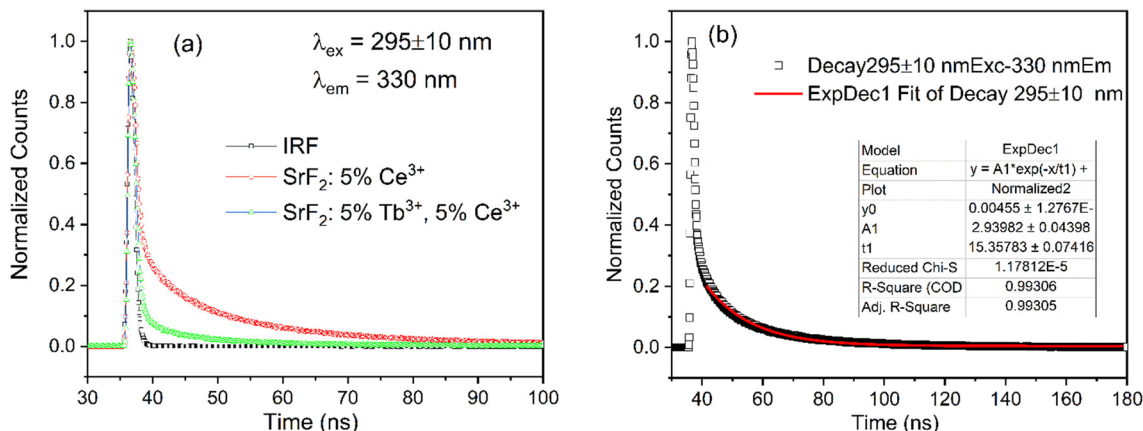 (a)
λex = 295±10 nm
λem = 330 nm
IRF
SrF2: 5% Ce3+
SrF2: 5% Tb3+, 5% Ce3+
Normalized Counts
1.0
0.8
0.6
0.4
0.2
0.0
30 40 50 60 70 80 90 100
Time (ns)
(b)
Decay295±10 nmExc-330 nmEm
ExpDec1 Fit of Decay 295±10 nm
Model ExpDec1
Equation y = A1*exp(-x/t1) +
Plot Normalized2
y0 0.00455 ± 1.2767E-
A1 2.93982 ± 0.04398
t1 15.35783 ± 0.07416
Reduced Chi-S 1.17812E-5
R-Square (COD 0.99306
Adj. R-Square 0.99305
Normalized Counts
1.0
0.8
0.6
0.4
0.2
0.0
40 60 80 100 120 140 160 180
Time (ns)